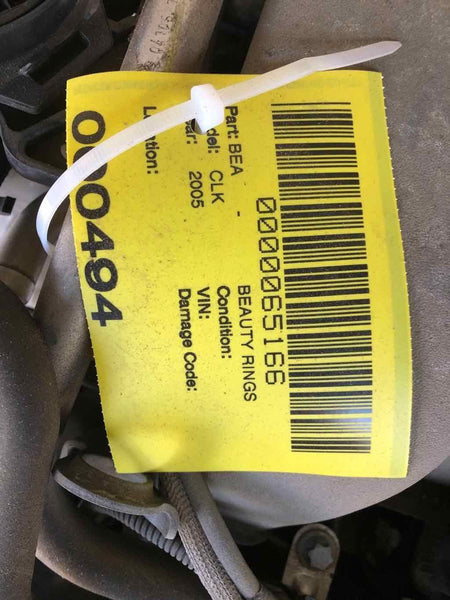 0000065166
Part: BEA - BEAUTY RINGS
Model: CLK Condition:
Year: 2005 VIN:
Damage Code:
Location:
000494